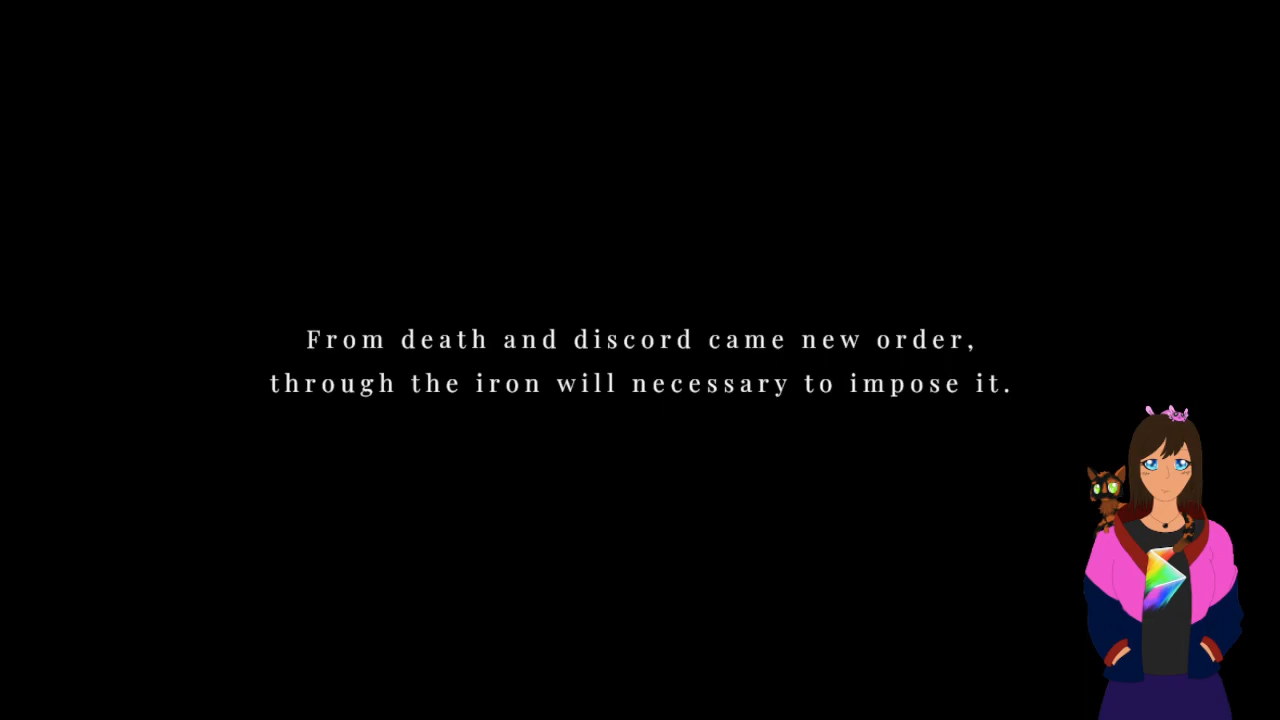 From death and discord came new order,
through the iron will necessary to impose it.